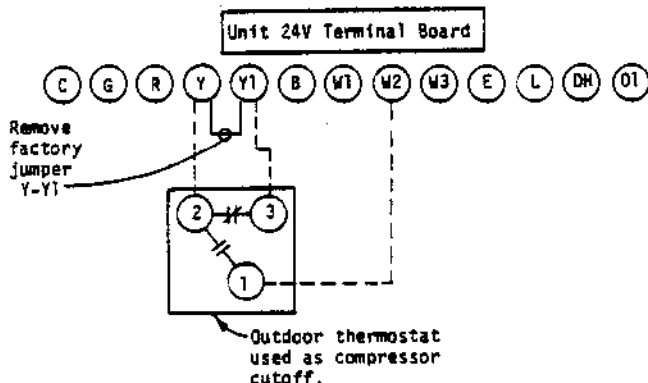 Unit 24V Terminal Board
C G R Y Y1 B W1 W2 W3 E L DH O1
Remove
factory
jumper
Y-Y1
2 3
1
Outdoor thermostat
used as compressor
cutoff.